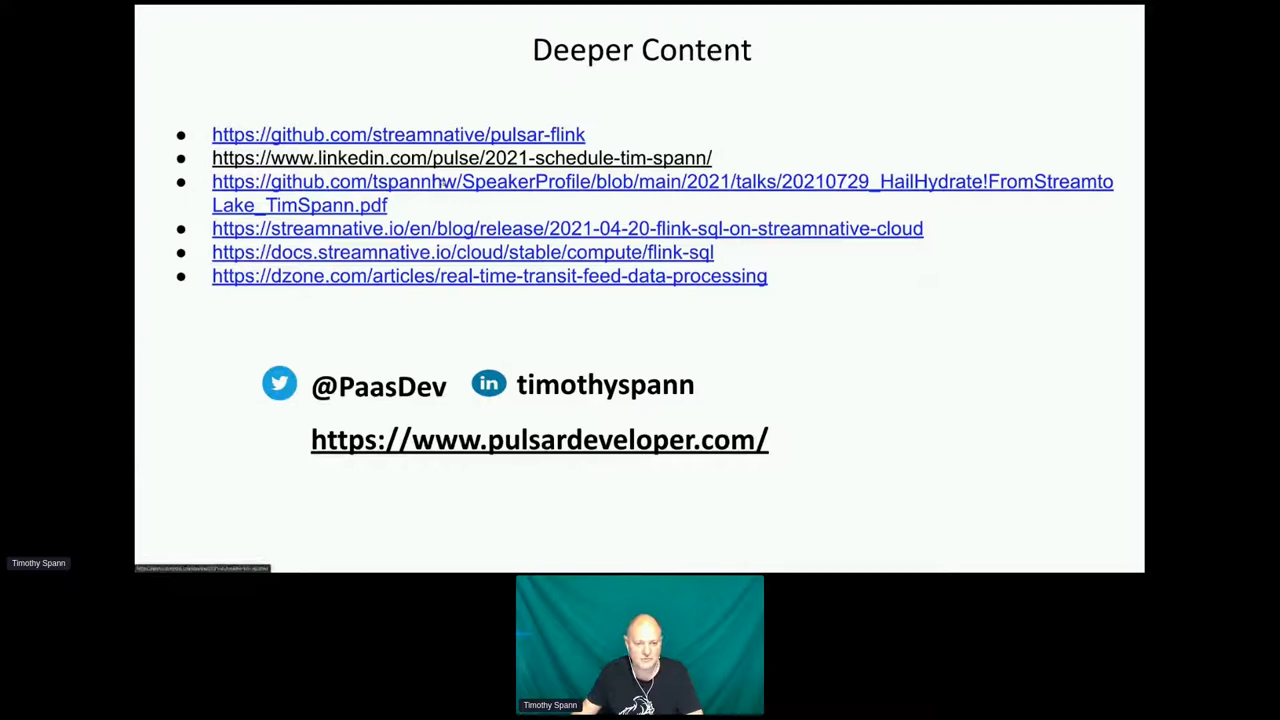 Deeper Content
● https://github.com/streamnative/pulsar-flink
● https://www.linkedin.com/pulse/2021-schedule-tim-spann/
● https://github.com/tspannhw/SpeakerProfile/blob/main/2021/talks/20210729_HailHydrate!FromStreamto
Lake_TimSpann.pdf
● https://streamnative.io/en/blog/release/2021-04-20-flink-sql-on-streamnative-cloud
● https://docs.streamnative.io/cloud/stable/compute/flink-sql
● https://dzone.com/articles/real-time-transit-feed-data-processing
@PaasDev in timothyspann
https://www.pulsardeveloper.com/
Timothy Spann
Timothy Spann